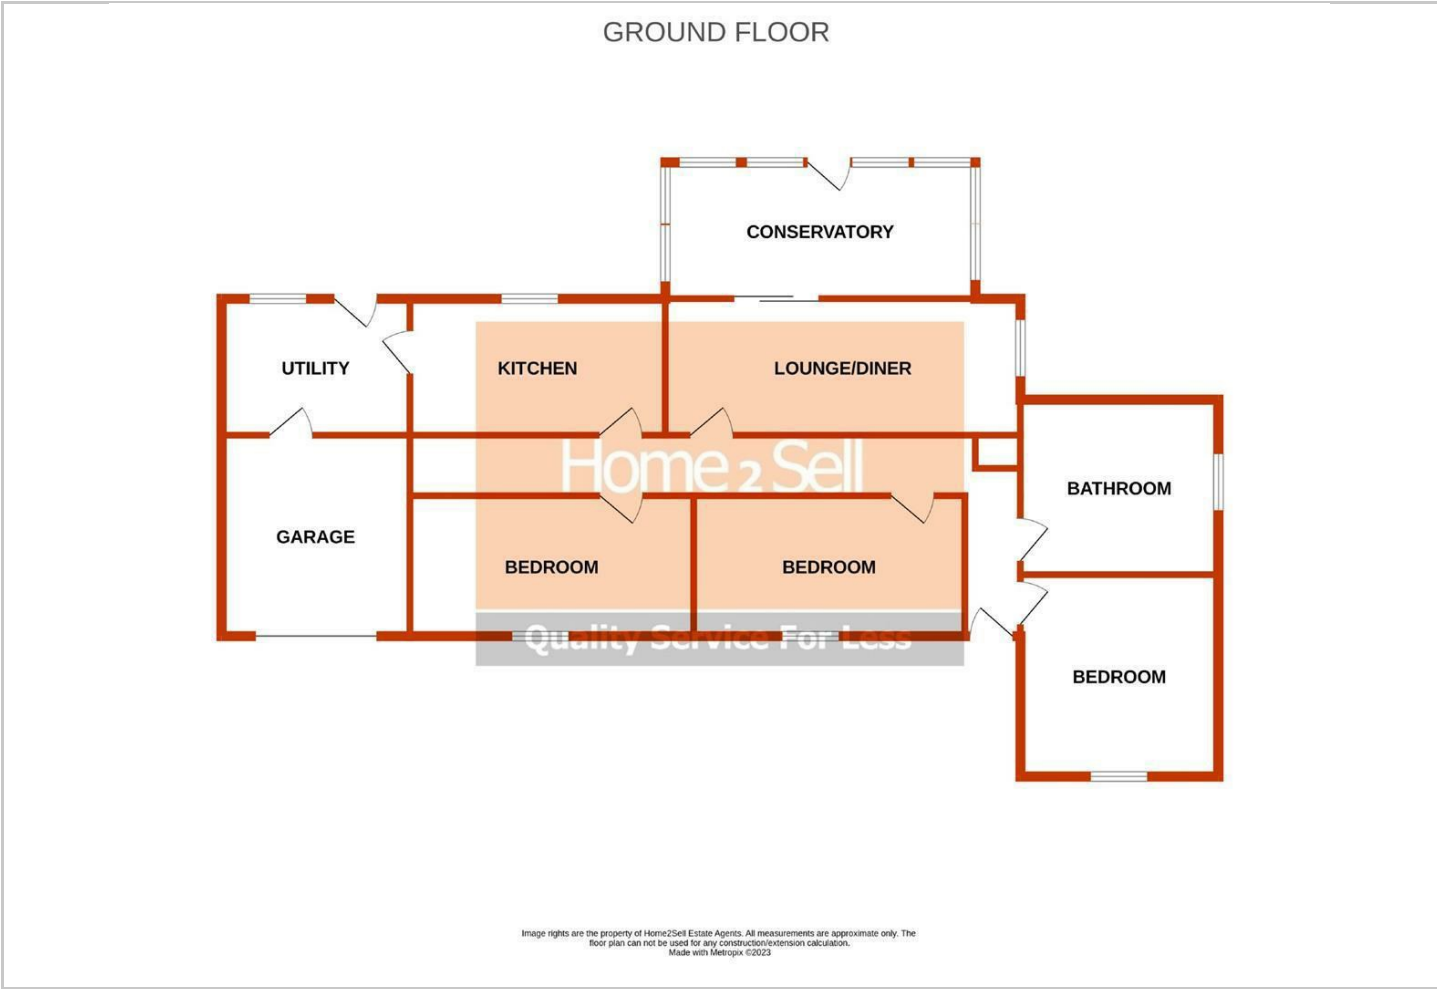 GROUND FLOOR
CONSERVATORY
UTILITY
KITCHEN
LOUNGE/DINER
Home 2 Sell
BATHROOM
GARAGE
BEDROOM
BEDROOM
Quality Service For Less
BEDROOM
Image rights are the property of Home2Sell Estate Agents. All measurements are approximate only. The
floor plan can not be used for any construction/extension calculation.
Made with Metropix ©2023